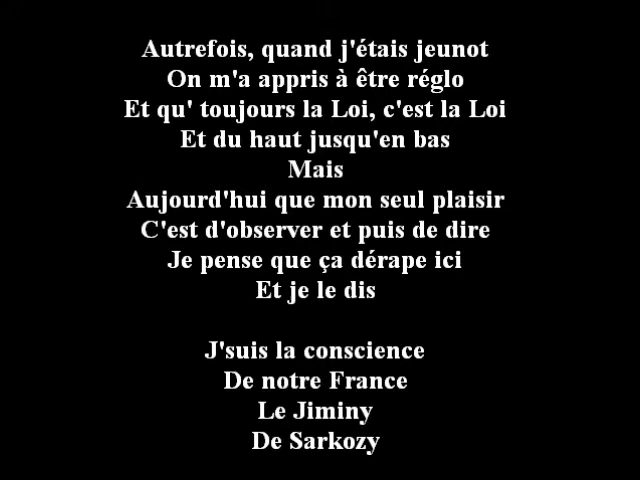 Autrefois, quand j'étais jeunot
On m'a appris à être réglo
Et qu' toujours la Loi, c'est la Loi
Et du haut jusqu'en bas
Mais
Aujourd'hui que mon seul plaisir
C'est d'observer et puis de dire
Je pense que ça dérape ici
Et je le dis
J'suis la conscience
De notre France
Le Jiminy
De Sarkozy